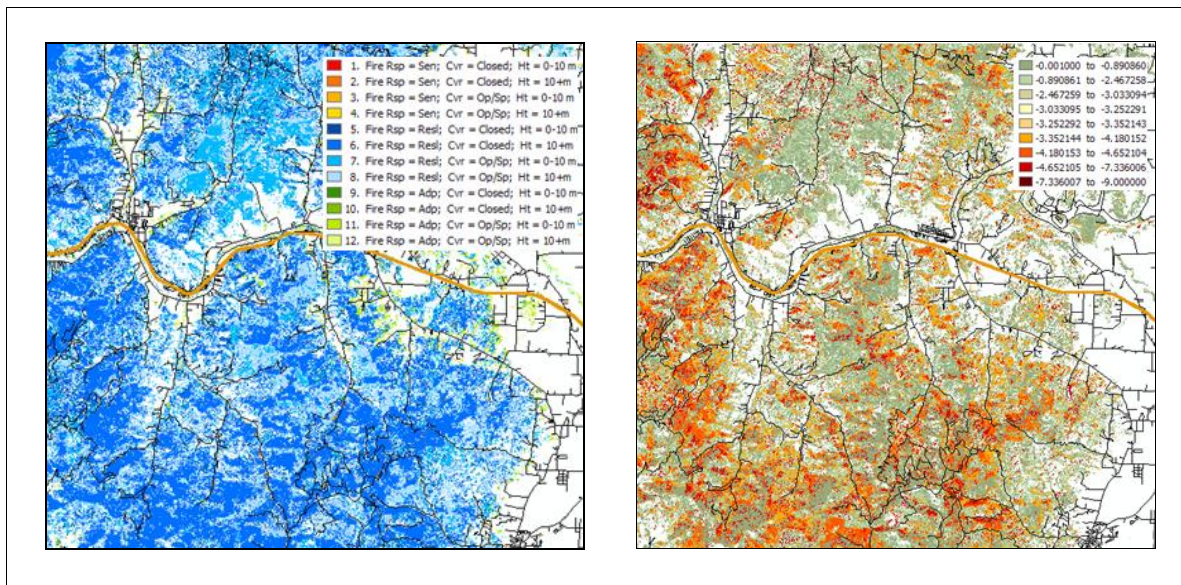 1. Fire Rsp = Sen; Cvr = Closed; Ht = 0-10 m
2. Fire Rsp = Sen; Cvr = Closed; Ht = 10+m
3. Fire Rsp = Sen; Cvr = Op/Sp; Ht = 0-10 m
4. Fire Rsp = Sen; Cvr = Op/Sp; Ht = 10+m
5. Fire Rsp = Resl; Cvr = Closed; Ht = 0-10 m
6. Fire Rsp = Resl; Cvr = Closed; Ht = 10+m
7. Fire Rsp = Resl; Cvr = Op/Sp; Ht = 0-10 m
8. Fire Rsp = Resl; Cvr = Op/Sp; Ht = 10+m
9. Fire Rsp = Adp; Cvr = Closed; Ht = 0-10 m
10. Fire Rsp = Adp; Cvr = Closed; Ht = 10+m
11. Fire Rsp = Adp; Cvr = Op/Sp; Ht = 0-10 m
12. Fire Rsp = Adp; Cvr = Op/Sp; Ht = 10+m
-0.001000 to -0.890860
-0.890861 to -2.467258
-2.467259 to -3.033094
-3.033095 to -3.252291
-3.252292 to -3.352143
-3.352144 to -4.180152
-4.180153 to -4.652104
-4.652105 to -7.336006
-7.336007 to -9.000000